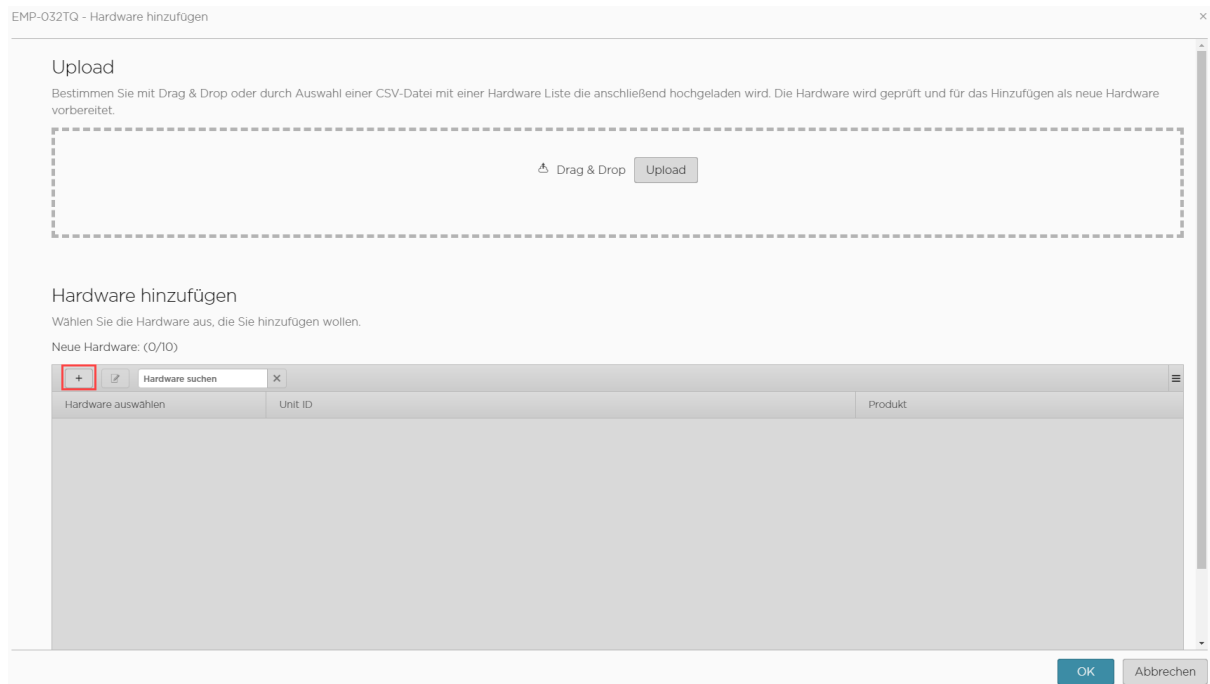 EMP-032TQ - Hardware hinzufügen
Upload
Bestimmen Sie mit Drag & Drop oder durch Auswahl einer CSV-Datei mit einer Hardware Liste die anschließend hochgeladen wird. Die Hardware wird geprüft und für das Hinzufügen als neue Hardware
vorbereitet.
Drag & Drop Upload
Hardware hinzufügen
Wählen Sie die Hardware aus, die Sie hinzufügen wollen.
Neue Hardware: (0/10)
+ Hardware suchen
Hardware auswählen Unit ID Produkt
OK Abbrechen